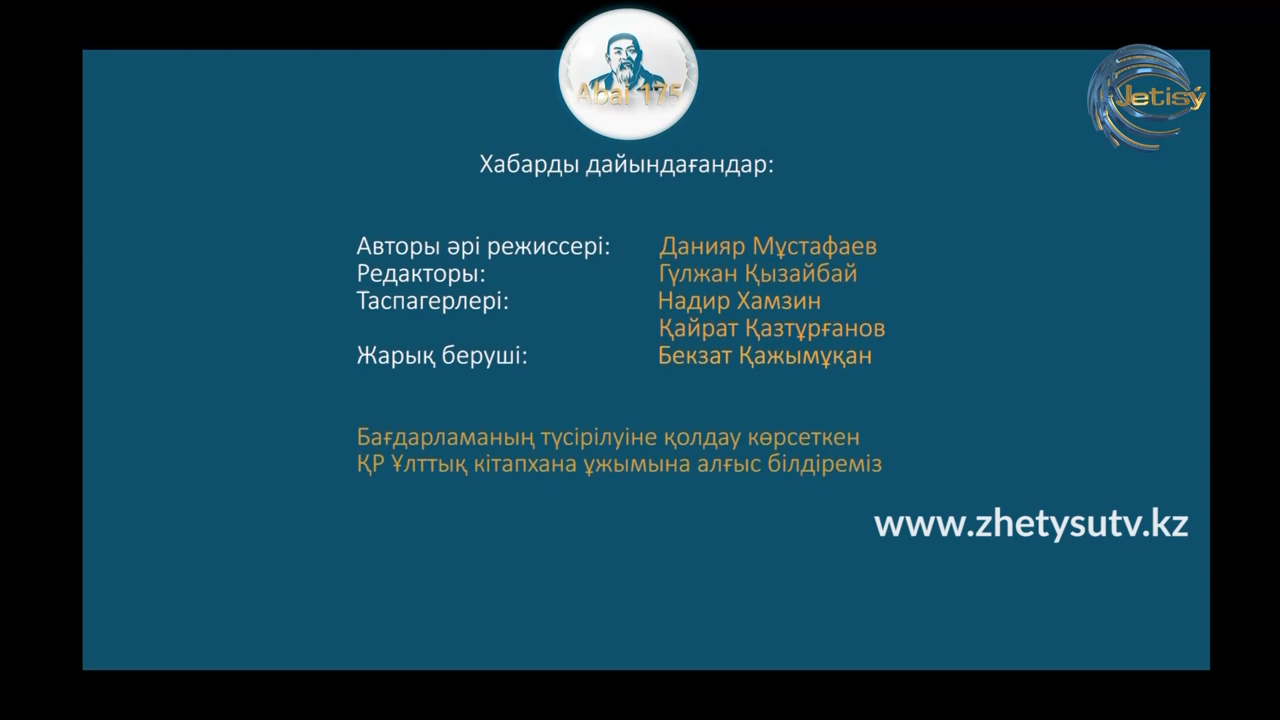 Abai 175
Jetisý
Хабарды дайындағандар:
Авторы әрі режиссері: Данияр Мұстафаев
Редакторы: Гүлжан Қызайбай
Таспагерлері: Надир Хамзин
Қайрат Қазтұрғанов
Жарық беруші: Бекзат Қажымұқан
Бағдарламаның түсірілуіне қолдау көрсеткен
ҚР Ұлттық кітапхана ұжымына алғыс білдіреміз
www.zhetysutv.kz